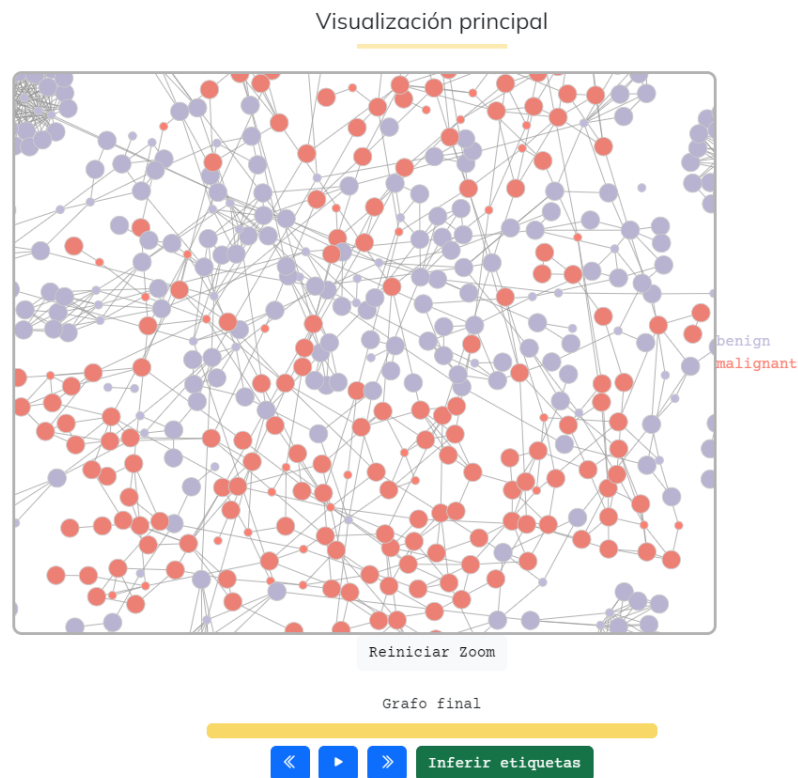 Visualización principal
benign
malignant
Reiniciar Zoom
Grafo final
Inferir etiquetas